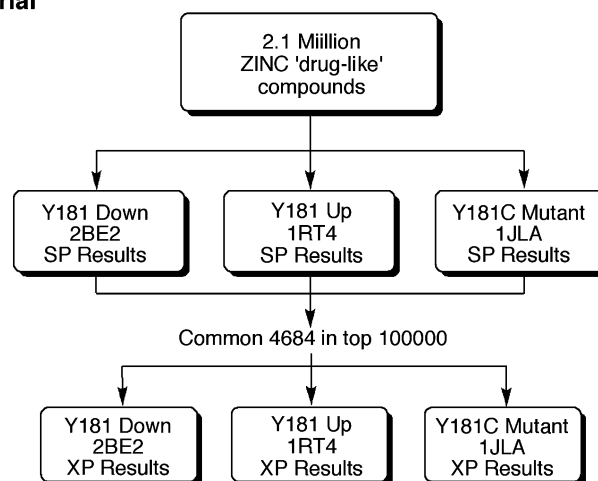 2.1 Miillion
ZINC 'drug-like'
compounds
Y181 Down
2BE2
SP Results
Y181 Up
1RT4
SP Results
Y181C Mutant
1JLA
SP Results
Common 4684 in top 100000
Y181 Down
2BE2
XP Results
Y181 Up
1RT4
XP Results
Y181C Mutant
1JLA
XP Results